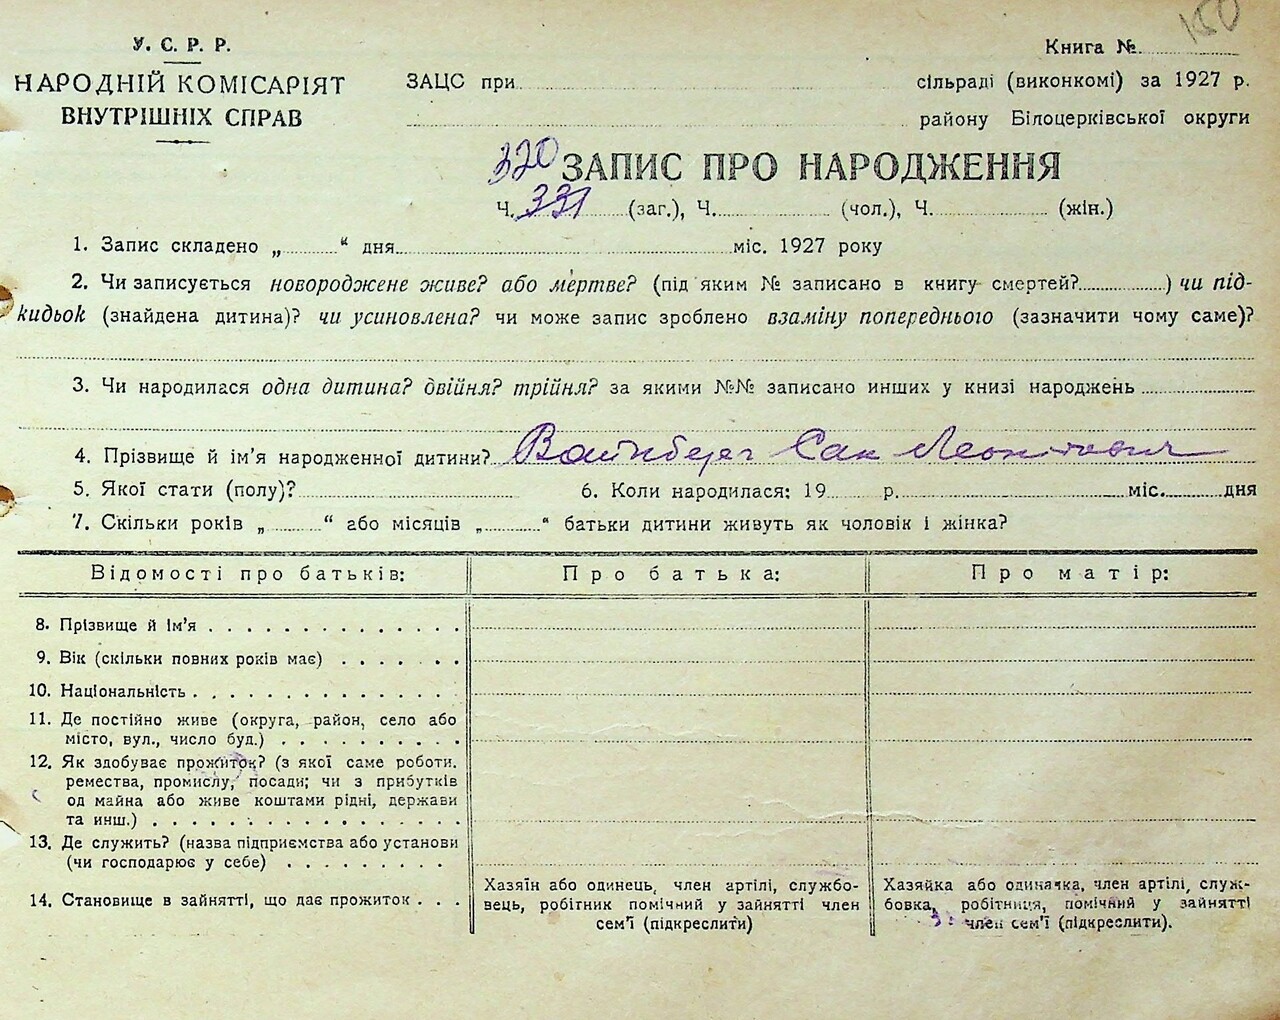 150
У. С. Р. Р.
НАРОДНІЙ КОМІСАРІЯТ
ВНУТРІШНІХ СПРАВ
Книга №
ЗАЦС при сільраді (виконкомі) за 1927 р.
району Білоцерківської округи
320
ЗАПИС ПРО НАРОДЖЕННЯ
Ч. 331 (заг.), Ч. (чол.), Ч. (жін.)
1. Запис складено „ “ дня міс. 1927 року
2. Чи записується новороджене живе? або мертве? (під яким № записано в книгу смертей? ) чи під-
кидьок (знайдена дитина)? чи усиновлена? чи може запис зроблено взаміну попереднього (зазначити чому саме)?
3. Чи народилася одна дитина? двійня? трійня? за якими №№ записано инших у книзі народжень
4. Прізвище й ім'я народженної дитини? Вайнберг Сак Леонтович
5. Якої стати (полу)? 6. Коли народилася: 19 р. міс. дня
7. Скільки років „ “ або місяців „ “ батьки дитини живуть як чоловік і жінка?
Відомості про батьків: Про батька: Про матір:
8. Прізвище й ім'я
9. Вік (скільки повних років має)
10. Національність
11. Де постійно живе (округа, район, село або
місто, вул., число буд.)
12. Як здобуває прожиток? (з якої саме роботи.
ремества, промислу, посади; чи з прибутків
од майна або живе коштами рідні, держави
та инш.)
13. Де служить? (назва підприємства або установи
(чи господарює у себе)
14. Становище в зайнятті, що дає прожиток
Хазяїн або одинець, член артілі, службо-
вець, робітник помічний у зайнятті член
сем'ї (підкреслити)
Хазяйка або одиначка, член артілі, служ-
бовка, робітниця, помічний у зайнятті
член сем'ї (підкреслити).